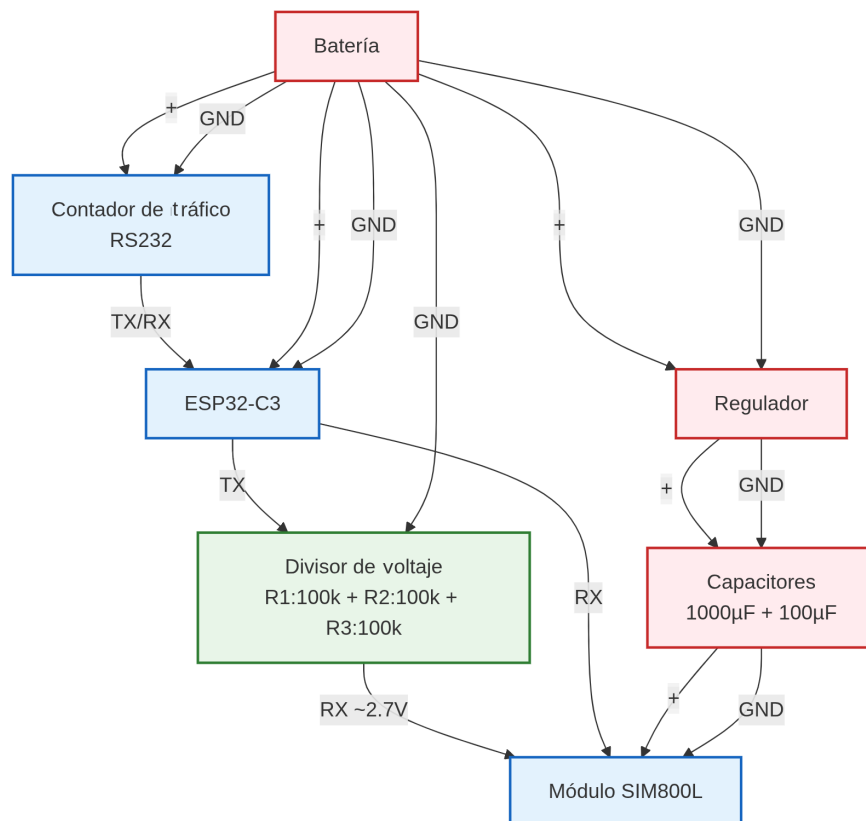 Batería
+
GND
Contador de tráfico
RS232
+
GND
+
GND
TX/RX
GND
ESP32-C3
Regulador
TX
+
GND
Divisor de voltaje
R1:100k + R2:100k +
R3:100k
RX
Capacitores
1000µF + 100µF
RX ~2.7V
+
GND
Módulo SIM800L